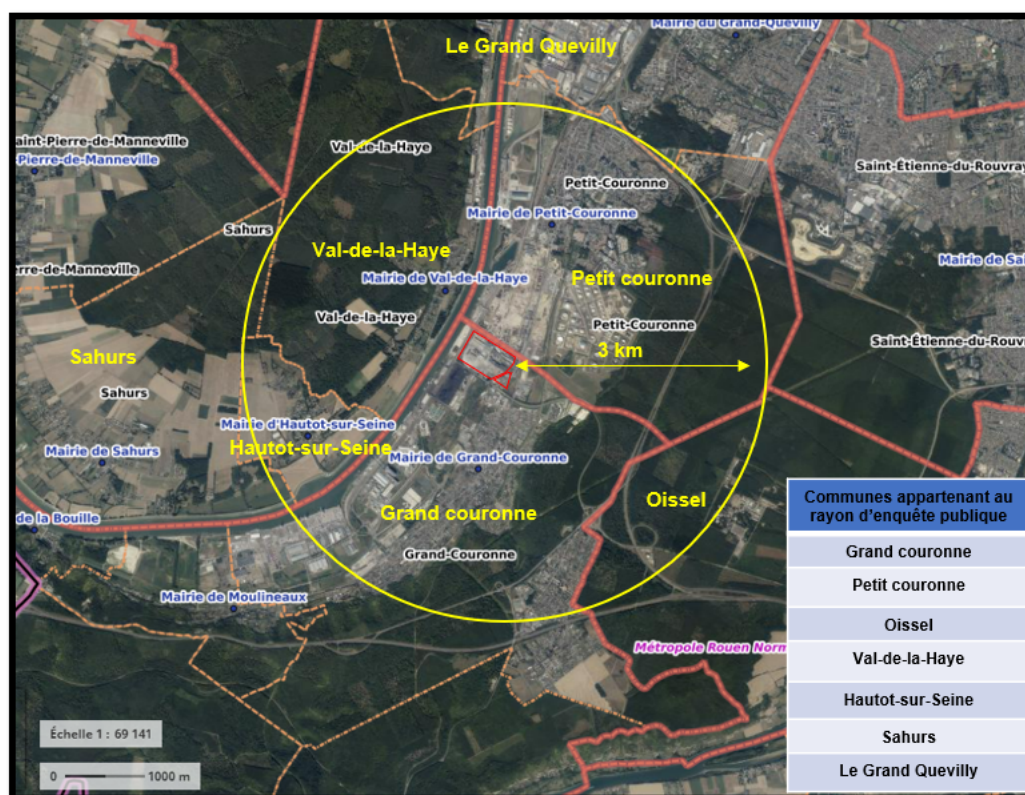 Mairie du Grand-Quevilly
Le Grand Quevilly
Saint-Pierre-de-Manneville
Pierre-de-Manneville
Val-de-la-Haye
Petit-Couronne
Saint-Étienne-du-Rouvray
Mairie de Petit-Couronne
Sahurs
Val-de-la-Haye
Mairie de Sai
erre-de-Manneville
Mairie de Val-de-la-Haye
Petit couronne
Val-de-la-Haye
Petit-Couronne
Saint-Étienne-du-Rouvra
3 km
Sahurs
Sahurs
Mairie d'Hautot-sur-Seine
Mairie de Sahurs
Hautot-sur-Seine
Mairie de Grand-Couronne
Oissel
Grand couronne
de la Bouille
Grand-Couronne
Mairie de Moulineaux
Métropole Rouen Norm
Échelle 1 : 69 141
0 1000 m
Communes appartenant au
rayon d'enquête publique
Grand couronne
Petit couronne
Oissel
Val-de-la-Haye
Hautot-sur-Seine
Sahurs
Le Grand Quevilly